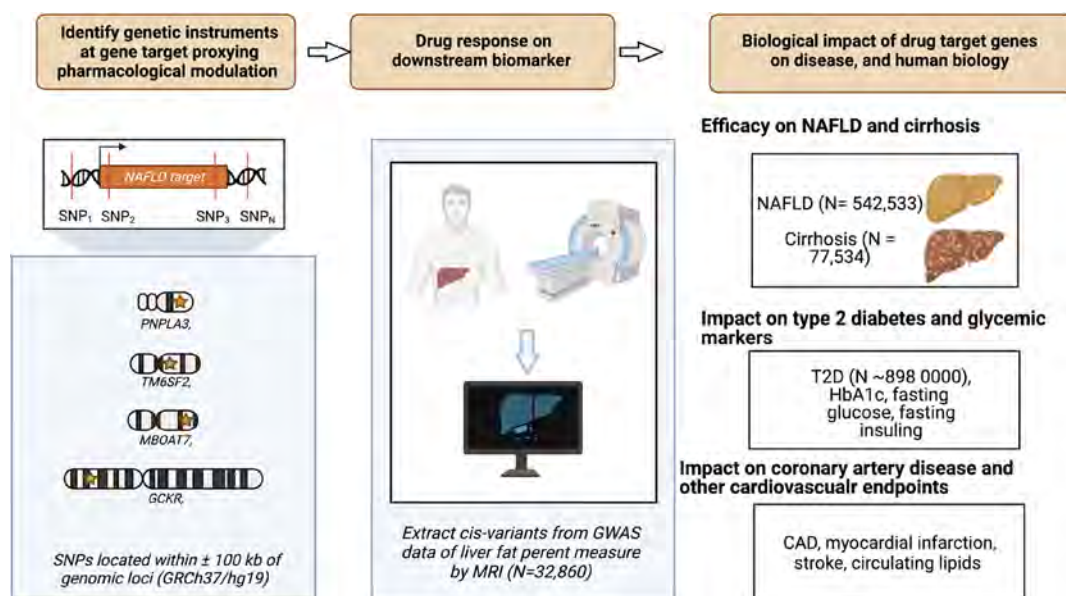 Identify genetic instruments
at gene target proxying
pharmacological modulation
Drug response on
downstream biomarker
Biological impact of drug target genes
on disease, and human biology
NAFLD target
SNP₁ SNP₂ SNP₃ SNPₙ
PNPLA3,
TM6SF2,
MBOAT7,
GCKR,
SNPs located within ± 100 kb of
genomic loci (GRCh37/hg19)
Extract cis-variants from GWAS
data of liver fat perent measure
by MRI (N=32,860)
Efficacy on NAFLD and cirrhosis
NAFLD (N= 542,533)
Cirrhosis (N =
77,534)
Impact on type 2 diabetes and glycemic
markers
T2D (N ~898 0000),
HbA1c, fasting
glucose, fasting
insuling
Impact on coronary artery disease and
other cardiovascualr endpoints
CAD, myocardial infarction,
stroke, circulating lipids